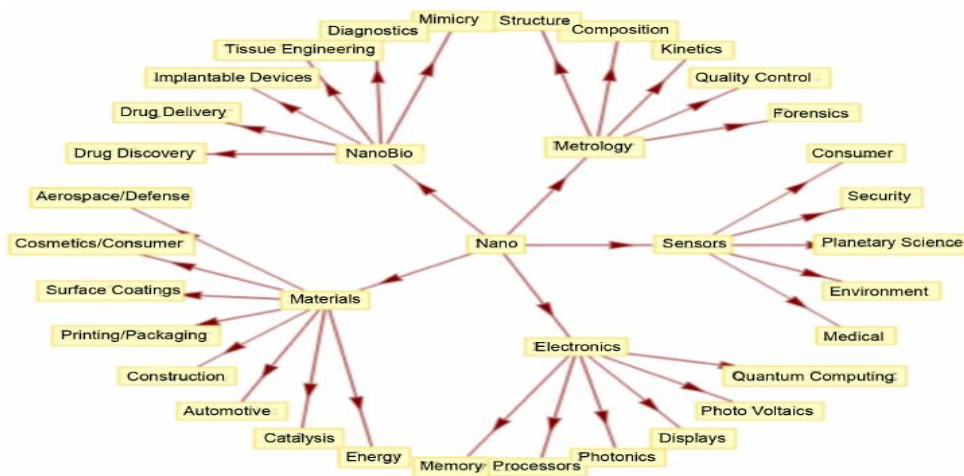 Mimicry
Structure
Diagnostics
Composition
Tissue Engineering
Kinetics
Implantable Devices
Quality Control
Drug Delivery
Forensics
Drug Discovery
NanoBio
Metrology
Consumer
Aerospace/Defense
Security
Cosmetics/Consumer
Nano
Sensors
Planetary Science
Surface Coatings
Materials
Environment
Printing/Packaging
Medical
Electronics
Construction
Quantum Computing
Automotive
Photo Voltaics
Catalysis
Displays
Energy
Memory
Processors
Photonics